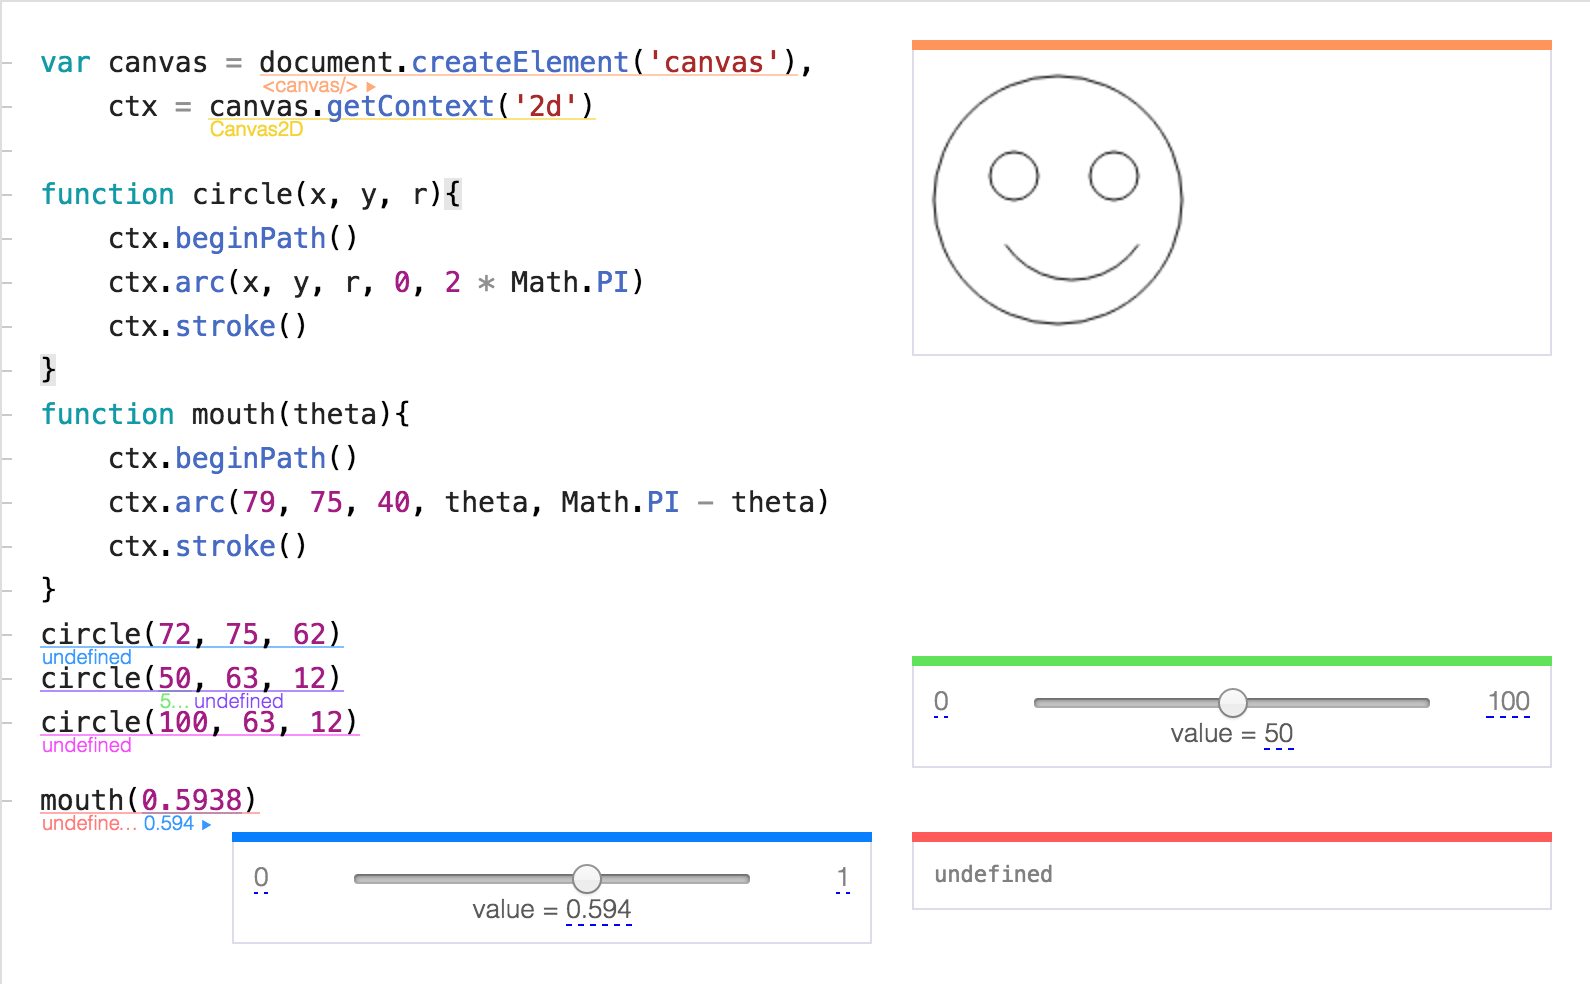 var canvas = document.createElement('canvas'),
<canvas/> ▸
    ctx = canvas.getContext('2d')
Canvas2D
function circle(x, y, r){
    ctx.beginPath()
    ctx.arc(x, y, r, 0, 2 * Math.PI)
    ctx.stroke()
}
function mouth(theta){
    ctx.beginPath()
    ctx.arc(79, 75, 40, theta, Math.PI - theta)
    ctx.stroke()
}
circle(72, 75, 62)
undefined
circle(50, 63, 12)
5... undefined
circle(100, 63, 12)
undefined
0 100
value = 50
mouth(0.5938)
undefine... 0.594 ▸
0 1
value = 0.594
undefined